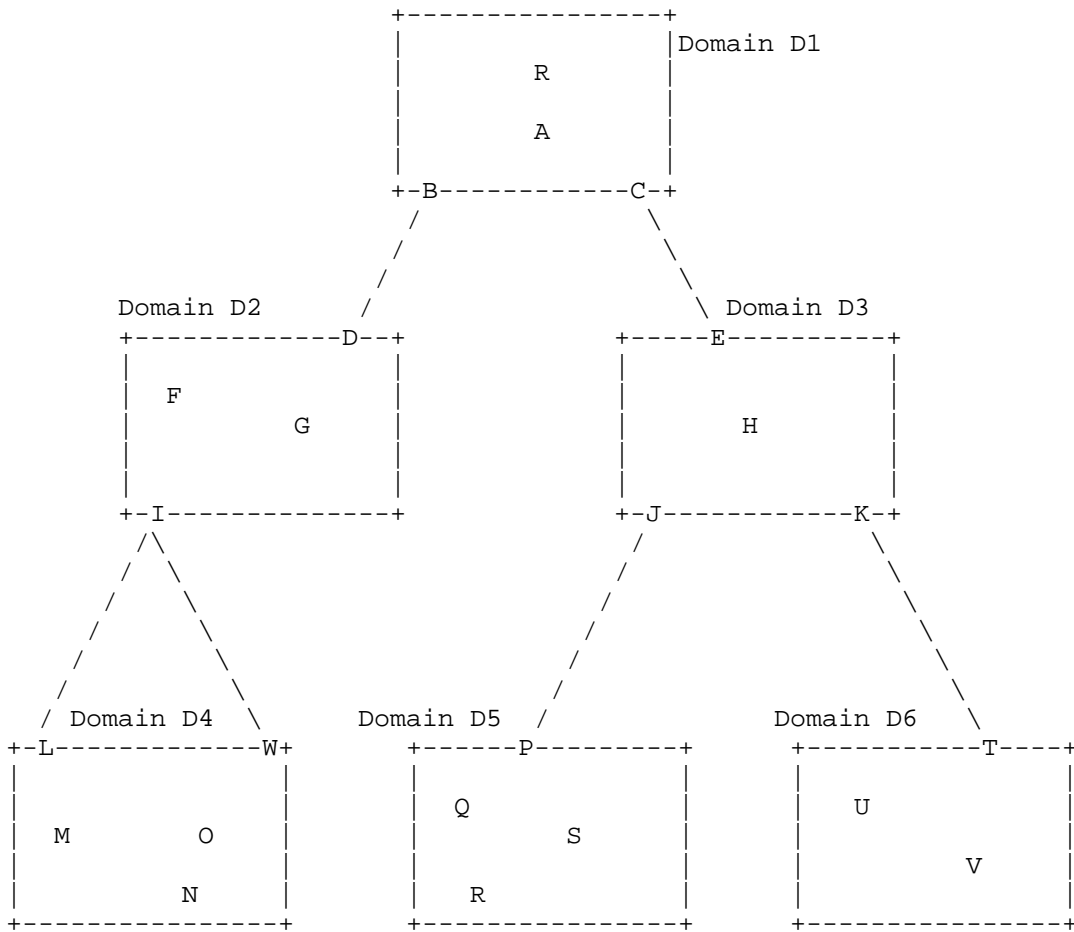 Domain D1
R
A
B C
Domain D2 Domain D3
D E
F
G H
I J K
Domain D4 Domain D5 Domain D6
L W P T
Q U
M O S
V
N R